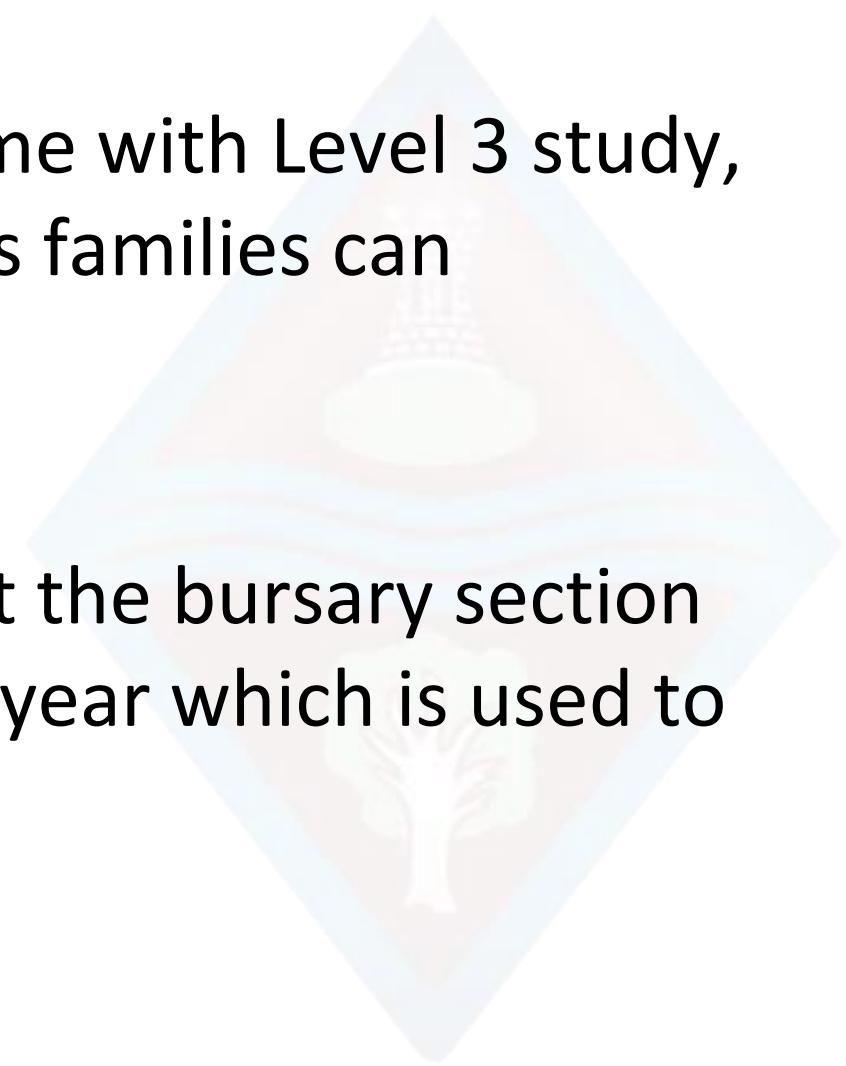 me with Level 3 study,
s families can
t the bursary section
year which is used to